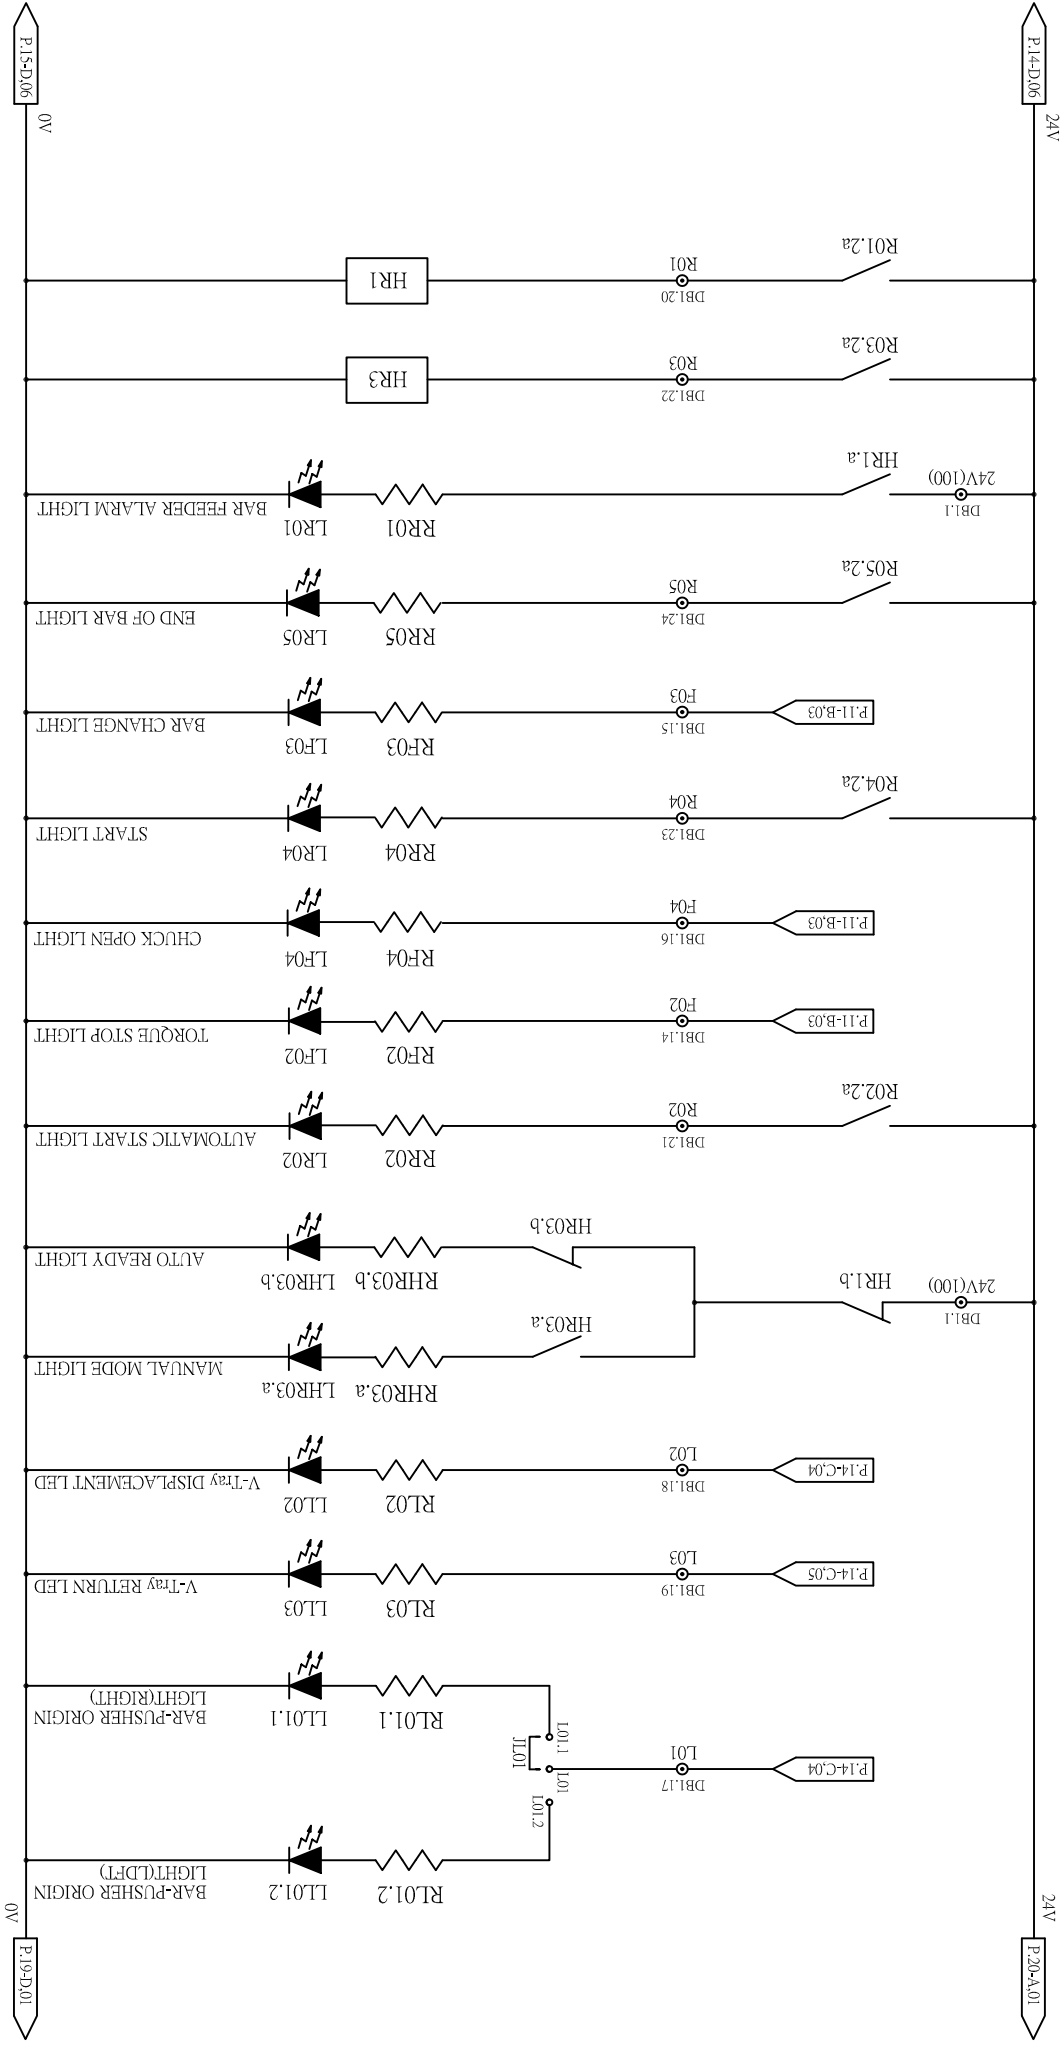 P.15-D,06
P.14-D,06
0V
24V
R01.2a
R01
DB1.20
HR1
R03.2a
R03
DB1.22
HR3
HR1.a
24V(100)
DB1.1
BAR FEEDER ALARM LIGHT
LR01
RR01
R05.2a
R05
DB1.24
END OF BAR LIGHT
LR05
RR05
F03
DB1.15
P.11-B,03
BAR CHANGE LIGHT
LF03
RF03
R04.2a
R04
DB1.23
START LIGHT
LR04
RR04
F04
DB1.16
P.11-B,03
CHUCK OPEN LIGHT
LF04
RF04
F02
DB1.14
P.11-B,03
TORQUE STOP LIGHT
LF02
RF02
R02.2a
R02
DB1.21
AUTOMATIC START LIGHT
LR02
RR02
HR03.b
AUTO READY LIGHT
LHR03.b
RHR03.b
HR1.b
24V(100)
DB1.1
HR03.a
MANUAL MODE LIGHT
LHR03.a
RHR03.a
L02
DB1.18
P.14-C,04
V-Tray DISPLACEMENT LED
LL02
RL02
L03
DB1.19
P.14-C,05
V-Tray RETURN LED
LL03
RL03
BAR-PUSHER ORIGIN
LIGHT(RIGHT)
LL01.1
RL01.1
L01.1
JL01
L01
L01.2
L01
DB1.17
P.14-C,04
BAR-PUSHER ORIGIN
LIGHT(LDFT)
LL01.2
RL01.2
0V
24V
P.19-D,01
P.20-A,01